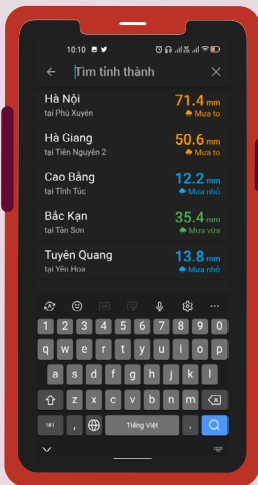 10:10
Tìm tỉnh thành
Hà Nội
71.4 mm
tại Phú Xuyên
Mưa to
Hà Giang
50.6 mm
tại Tiên Nguyên 2
Mưa to
Cao Bằng
12.2 mm
tại Tĩnh Túc
Mưa nhỏ
Bắc Kạn
35.4 mm
tại Tân Sơn
Mưa vừa
Tuyên Quang
13.8 mm
tại Yên Hoa
Mưa nhỏ
GIF
1 2 3 4 5 6 7 8 9 0
q w e r t y u i o p
a s d f g h j k l
z x c v b n m
!#1 , Tiếng Việt .